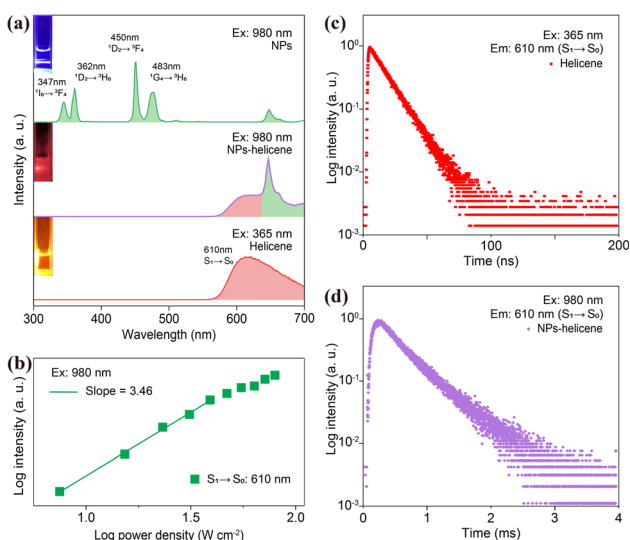 (a)
450nm
¹D₂→³F₄
Ex: 980 nm
NPs
362nm
¹D₂→³H₆
483nm
¹G₄→³H₆
347nm
¹I₆→³F₄
Ex: 980 nm
NPs-helicene
Ex: 365 nm
Helicene
610nm
S₁→S₀
Intensity (a. u.)
300 400 500 600 700
Wavelength (nm)
(b)
Ex: 980 nm
Slope = 3.46
S₁→S₀: 610 nm
Log intensity (a. u.)
1.0 1.5 2.0
Log power density (W cm⁻²)
(c)
Ex: 365 nm
Em: 610 nm (S₁→S₀)
Helicene
10⁰
10⁻¹
10⁻²
10⁻³
Log intensity (a. u.)
0 100 200
Time (ns)
(d)
Ex: 980 nm
Em: 610 nm (S₁→S₀)
NPs-helicene
10⁰
10⁻¹
10⁻²
10⁻³
Log intensity (a. u.)
0 1 2 3 4
Time (ms)